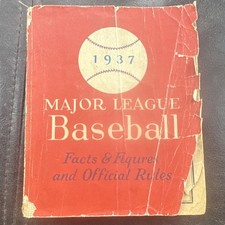 1937
MAJOR LEAGUE
Baseball
Facts & Figures
and Official Rules